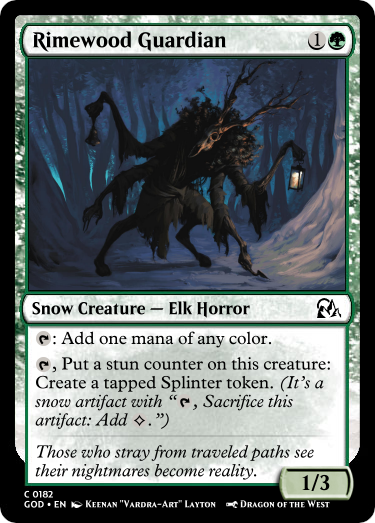 Rimewood Guardian 1
Snow Creature — Elk Horror
: Add one mana of any color.
, Put a stun counter on this creature:
Create a tapped Splinter token. (It's a
snow artifact with “, Sacrifice this
artifact: Add .”)
Those who stray from traveled paths see
their nightmares become reality.
1/3
C 0182
GOD • EN KEENAN "VARDRA-ART" LAYTON DRAGON OF THE WEST